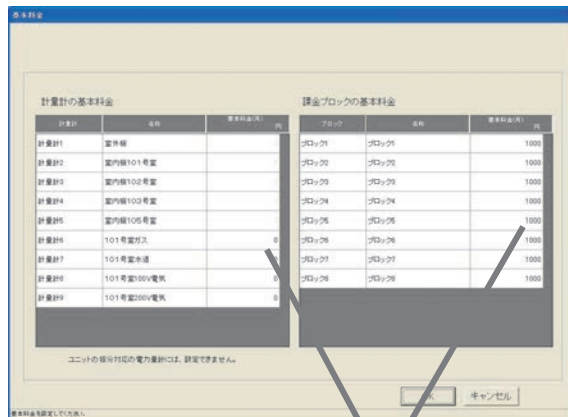 基本料金
計量計の基本料金
計量計 名称 基本料金(月) 円
計量計1 室外機
計量計2 室内機101号室
計量計3 室内機102号室
計量計4 室内機103号室
計量計5 室内機105号室
計量計6 101号室ガス 0
計量計7 101号室水道
計量計8 101号室100V電気 0
計量計9 101号室200V電気 0
ユニットの按分対応の電力量計には、設定できません。
課金ブロックの基本料金
ブロック 名称 基本料金(月) 円
ブロック1 ブロック1 1000
ブロック2 ブロック2 1000
ブロック3 ブロック3 1000
ブロック4 ブロック4 1000
ブロック5 ブロック5 1000
ブロック6 ブロック6 1000
ブロック7 ブロック7 1000
ブロック8 ブロック8 1000
キャンセル
基本料金を設定してください。